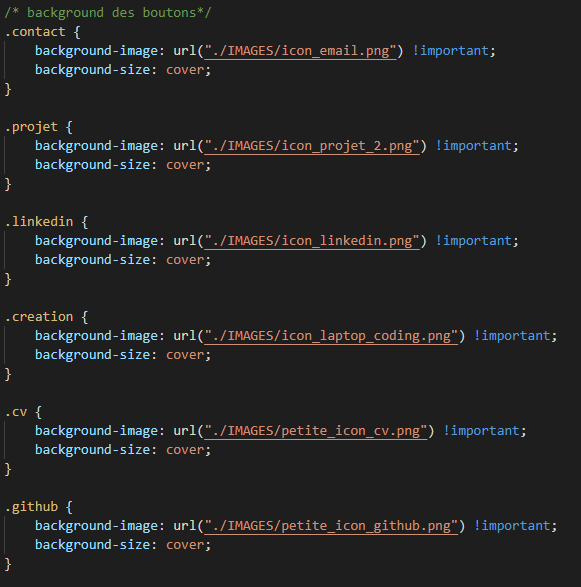 /* background des boutons*/
.contact {
background-image: url("./IMAGES/icon_email.png") !important;
background-size: cover;
}
.projet {
background-image: url("./IMAGES/icon_projet_2.png") !important;
background-size: cover;
}
.linkedin {
background-image: url("./IMAGES/icon_linkedin.png") !important;
background-size: cover;
}
.creation {
background-image: url("./IMAGES/icon_laptop_coding.png") !important;
background-size: cover;
}
.cv {
background-image: url("./IMAGES/petite_icon_cv.png") !important;
background-size: cover;
}
.github {
background-image: url("./IMAGES/petite_icon_github.png") !important;
background-size: cover;
}